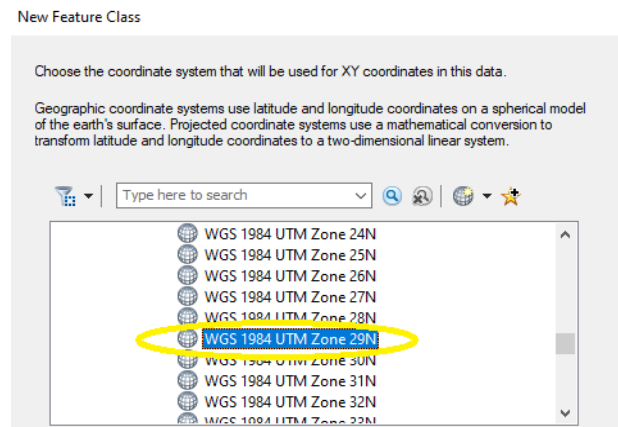 New Feature Class
Choose the coordinate system that will be used for XY coordinates in this data.
Geographic coordinate systems use latitude and longitude coordinates on a spherical model
of the earth's surface. Projected coordinate systems use a mathematical conversion to
transform latitude and longitude coordinates to a two-dimensional linear system.
Type here to search
WGS 1984 UTM Zone 24N
WGS 1984 UTM Zone 25N
WGS 1984 UTM Zone 26N
WGS 1984 UTM Zone 27N
WGS 1984 UTM Zone 28N
WGS 1984 UTM Zone 29N
WGS 1984 UTM Zone 30N
WGS 1984 UTM Zone 31N
WGS 1984 UTM Zone 32N
WGS 1984 UTM Zone 33N